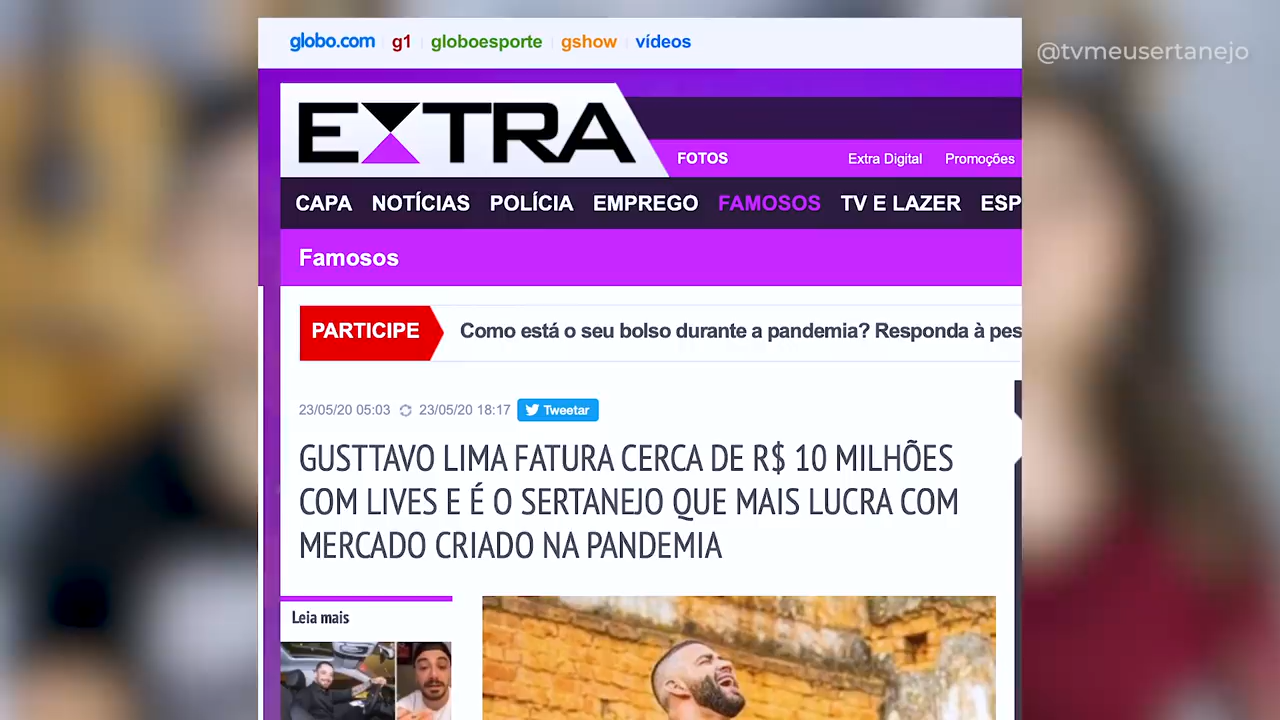 globo.com g1 globoesporte gshow vídeos
@tvmeusertanejo
EXTRA
FOTOS Extra Digital Promoções
CAPA NOTÍCIAS POLÍCIA EMPREGO FAMOSOS TV E LAZER ESP
Famosos
PARTICIPE Como está o seu bolso durante a pandemia? Responda à pes
23/05/20 05:03 23/05/20 18:17 Tweetar
GUSTTAVO LIMA FATURA CERCA DE R$ 10 MILHÕES
COM LIVES E É O SERTANEJO QUE MAIS LUCRA COM
MERCADO CRIADO NA PANDEMIA
Leia mais